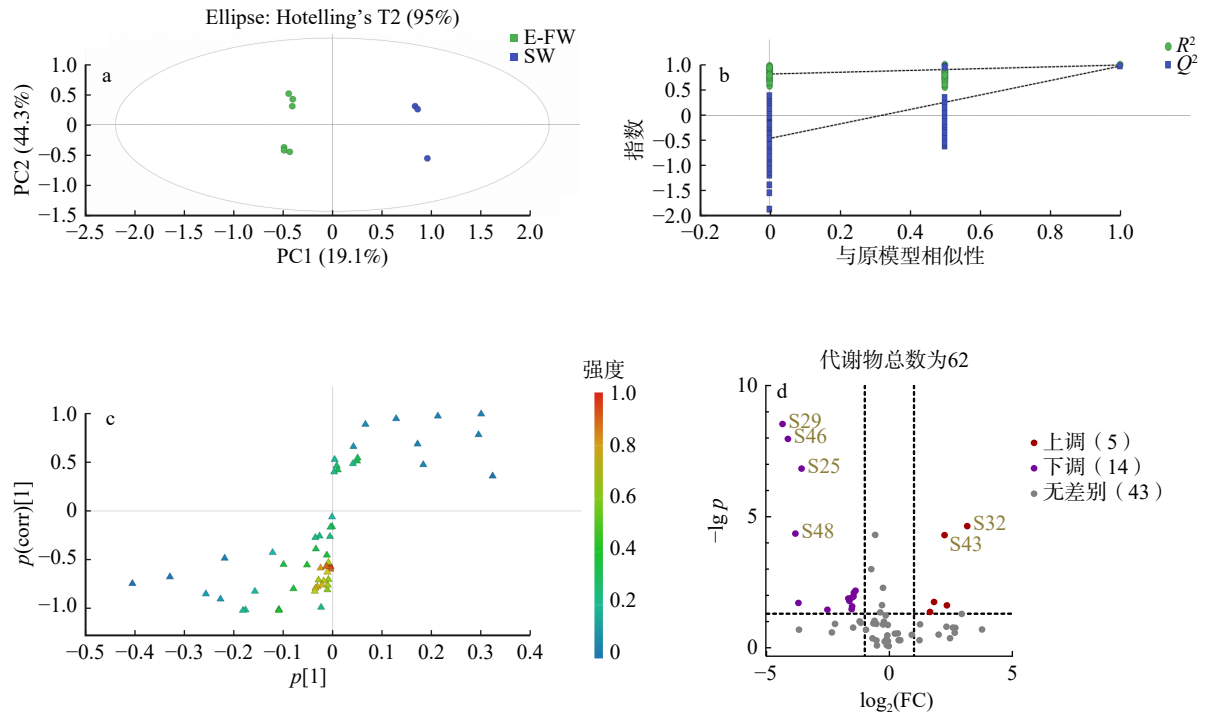 Ellipse: Hotelling's T2 (95%)
E-FW
SW
a
1.0
0.5
0
−0.5
−1.0
−1.5
PC2 (44.3%)
−2.5 −2.0 −1.5 −1.0 −0.5 0 0.5 1.0 1.5 2.0
PC1 (19.1%)
R²
Q²
b
1.0
0.5
0
−0.5
−1.0
−1.5
−2.0
指数
−0.2 0 0.2 0.4 0.6 0.8 1.0
与原模型相似性
c
1.0
0.5
0
−0.5
−1.0
p(corr)[1]
−0.5 −0.4 −0.3 −0.2 −0.1 0 0.1 0.2 0.3 0.4
p[1]
强度
1.0
0.8
0.6
0.4
0.2
0
代谢物总数为62
d
10
5
0
−lg p
S29
S46
S25
S48
S32
S43
上调（5）
下调（14）
无差别（43）
−5 0 5
log₂(FC)